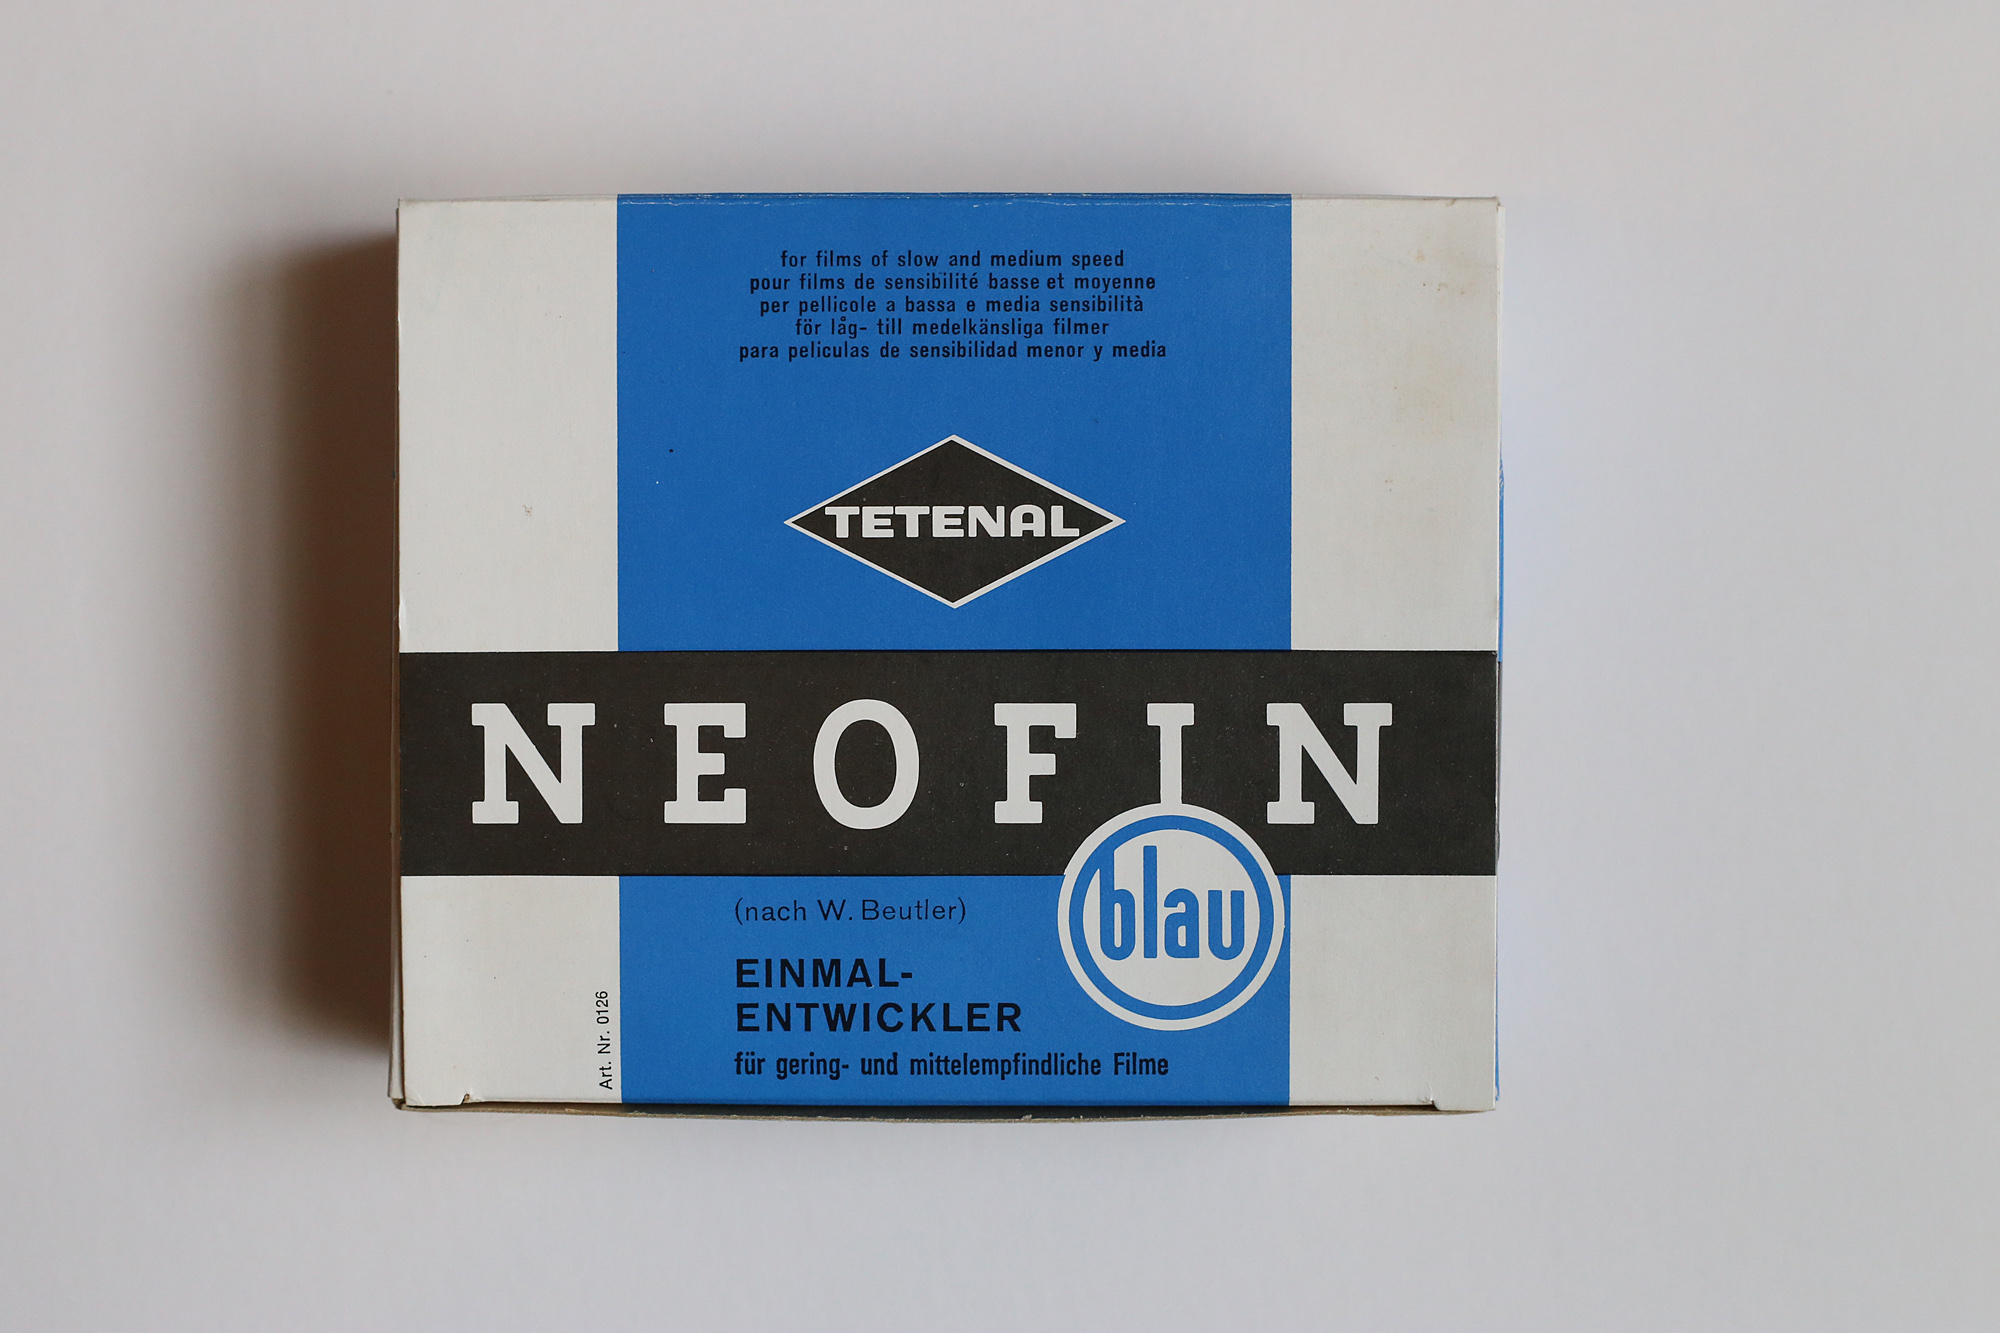 for films of slow and medium speed
pour films de sensibilité basse et moyenne
per pellicole a bassa e media sensibilità
för låg- till medelkänsliga filmer
para peliculas de sensibilidad menor y media
TETENAL
NEOFIN
blau
(nach W. Beutler)
EINMAL-
ENTWICKLER
für gering- und mittelempfindliche Filme
Art. Nr. 0126